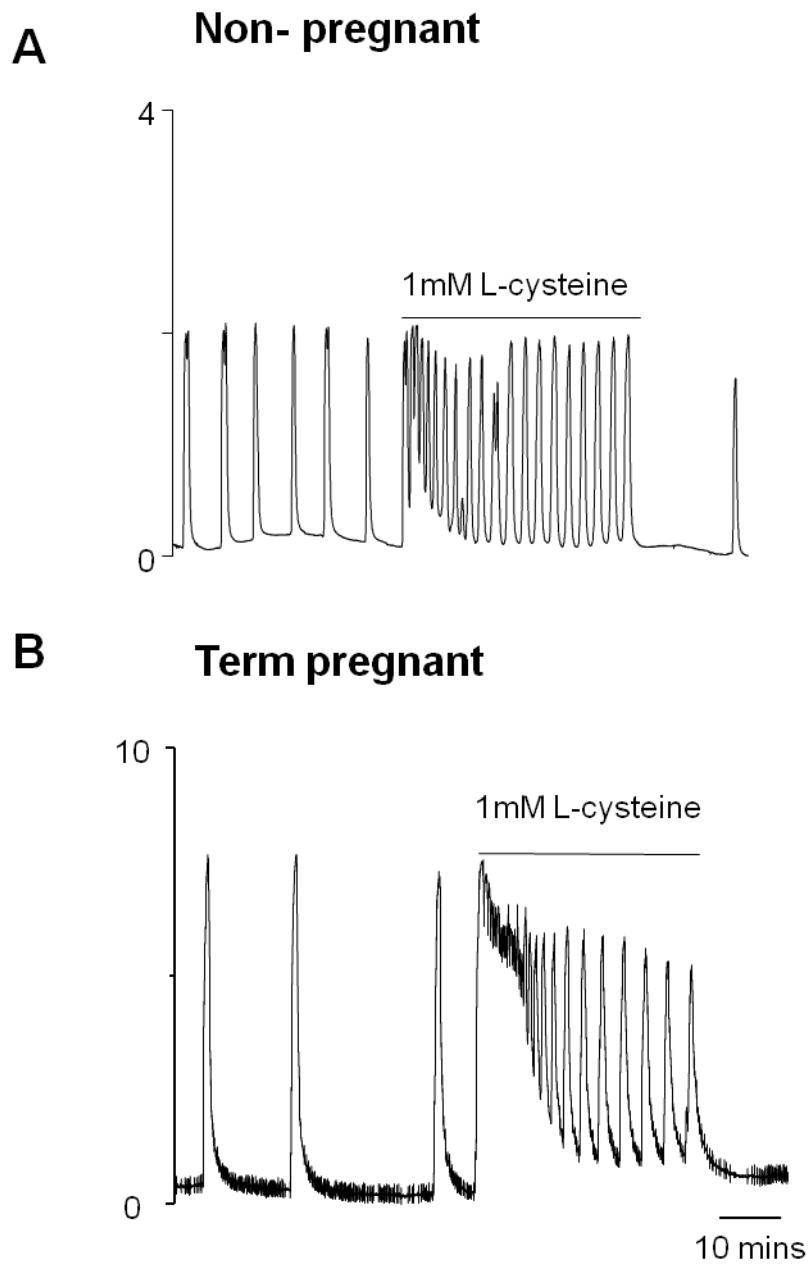 A
Non- pregnant
4
1mM L-cysteine
0
B
Term pregnant
10
1mM L-cysteine
0
10 mins